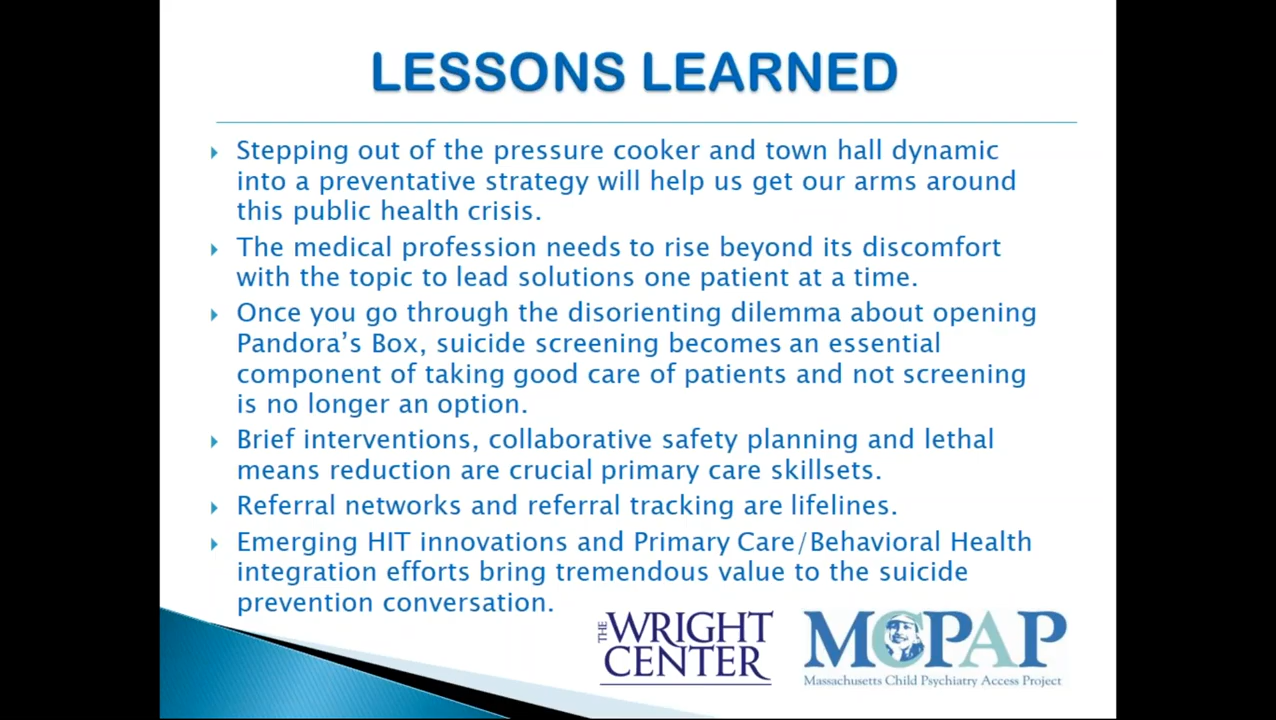 LESSONS LEARNED
Stepping out of the pressure cooker and town hall dynamic
into a preventative strategy will help us get our arms around
this public health crisis.
The medical profession needs to rise beyond its discomfort
with the topic to lead solutions one patient at a time.
Once you go through the disorienting dilemma about opening
Pandora's Box, suicide screening becomes an essential
component of taking good care of patients and not screening
is no longer an option.
Brief interventions, collaborative safety planning and lethal
means reduction are crucial primary care skillsets.
Referral networks and referral tracking are lifelines.
Emerging HIT innovations and Primary Care/Behavioral Health
integration efforts bring tremendous value to the suicide
prevention conversation.
THE WRIGHT
CENTER
MCPAP
Massachusetts Child Psychiatry Access Project